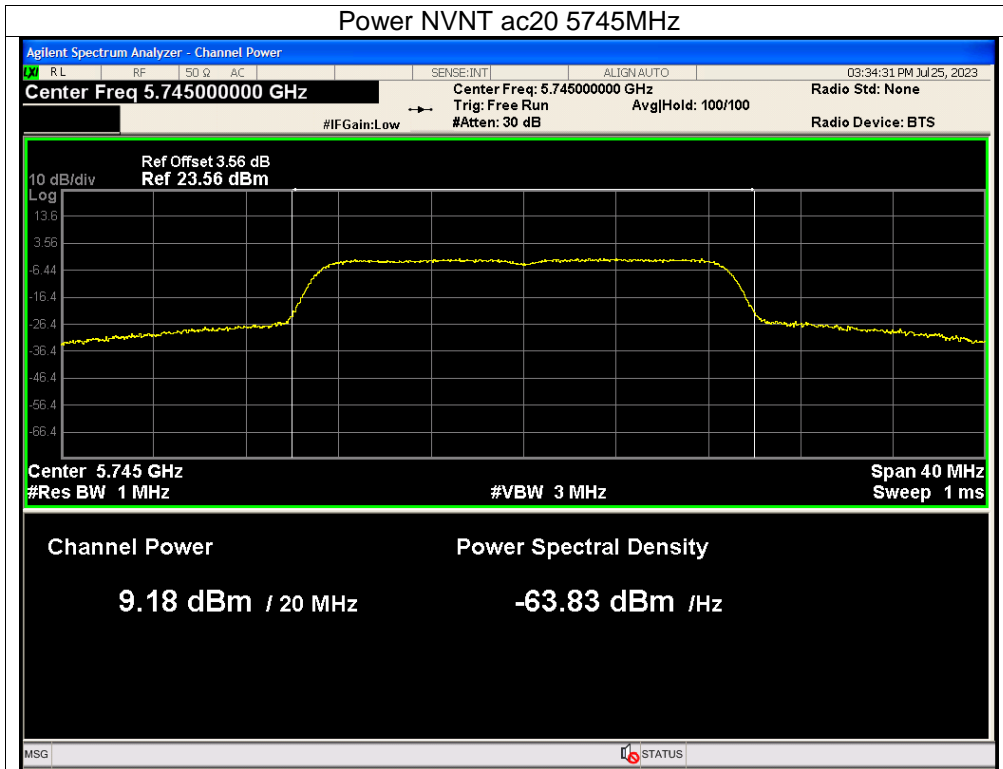 Power NVNT ac20 5745MHz
Agilent Spectrum Analyzer - Channel Power
LXI RL RF 50 Ω AC SENSE:INT ALIGN AUTO 03:34:31 PM Jul 25, 2023
Center Freq 5.745000000 GHz Center Freq: 5.745000000 GHz Radio Std: None
Trig: Free Run Avg|Hold: 100/100
#IFGain:Low #Atten: 30 dB Radio Device: BTS
Ref Offset 3.56 dB
10 dB/div Ref 23.56 dBm
Log
13.6
3.56
-6.44
-16.4
-26.4
-36.4
-46.4
-56.4
-66.4
Center 5.745 GHz Span 40 MHz
#Res BW 1 MHz #VBW 3 MHz Sweep 1 ms
Channel Power Power Spectral Density
9.18 dBm / 20 MHz -63.83 dBm /Hz
MSG STATUS